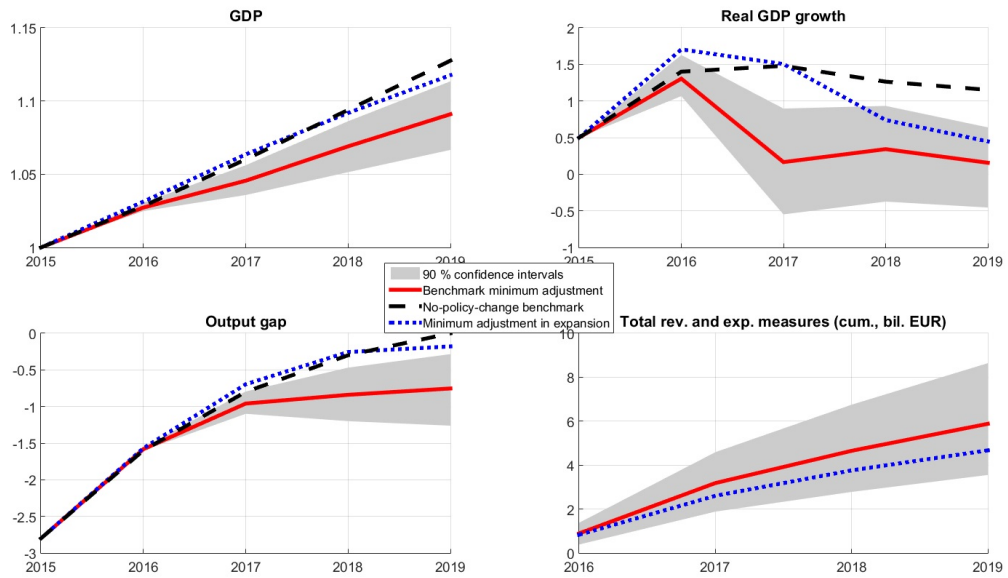 GDP
1.15
1.1
1.05
1
2015 2016 2017 2018 2019
Real GDP growth
2
1.5
1
0.5
0
-0.5
-1
2015 2016 2017 2018 2019
90 % confidence intervals
Benchmark minimum adjustment
No-policy-change benchmark
Minimum adjustment in expansion
Output gap
0
-0.5
-1
-1.5
-2
-2.5
-3
2015 2016 2017 2018 2019
Total rev. and exp. measures (cum., bil. EUR)
10
8
6
4
2
0
2016 2017 2018 2019